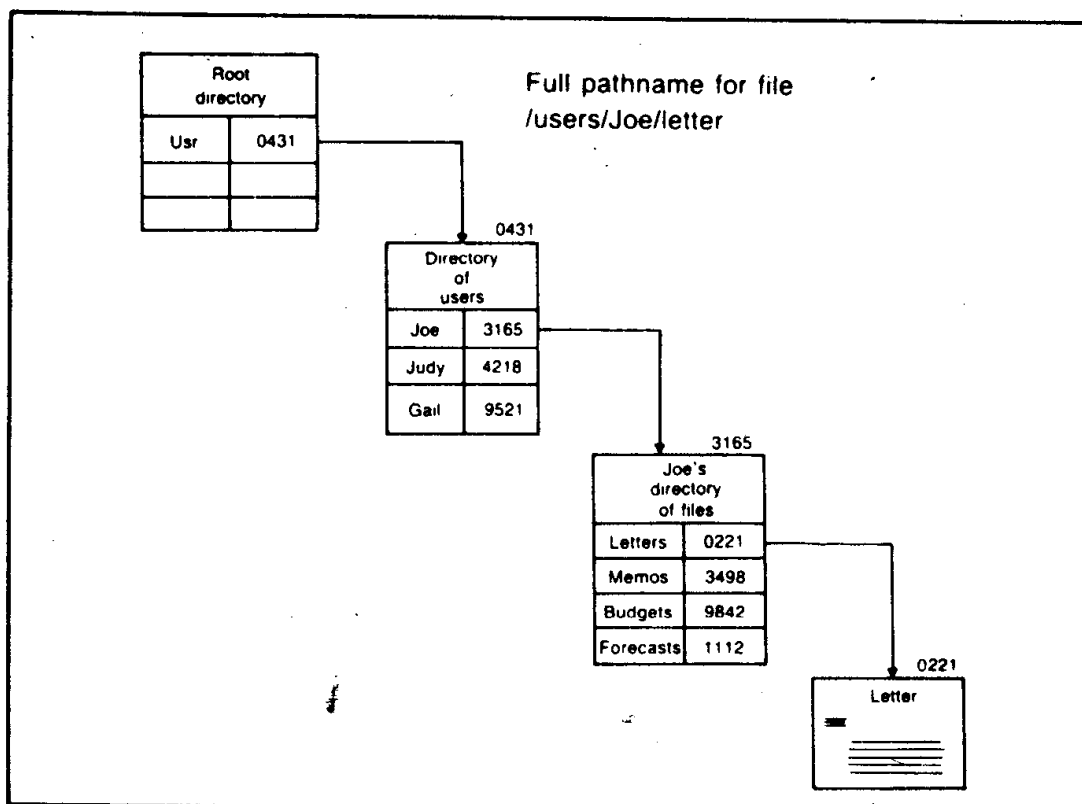 Root
directory
Usr 0431
Full pathname for file
/users/Joe/letter
0431
Directory
of
users
Joe 3165
Judy 4218
Gail 9521
3165
Joe's
directory
of files
Letters 0221
Memos 3498
Budgets 9842
Forecasts 1112
0221
Letter